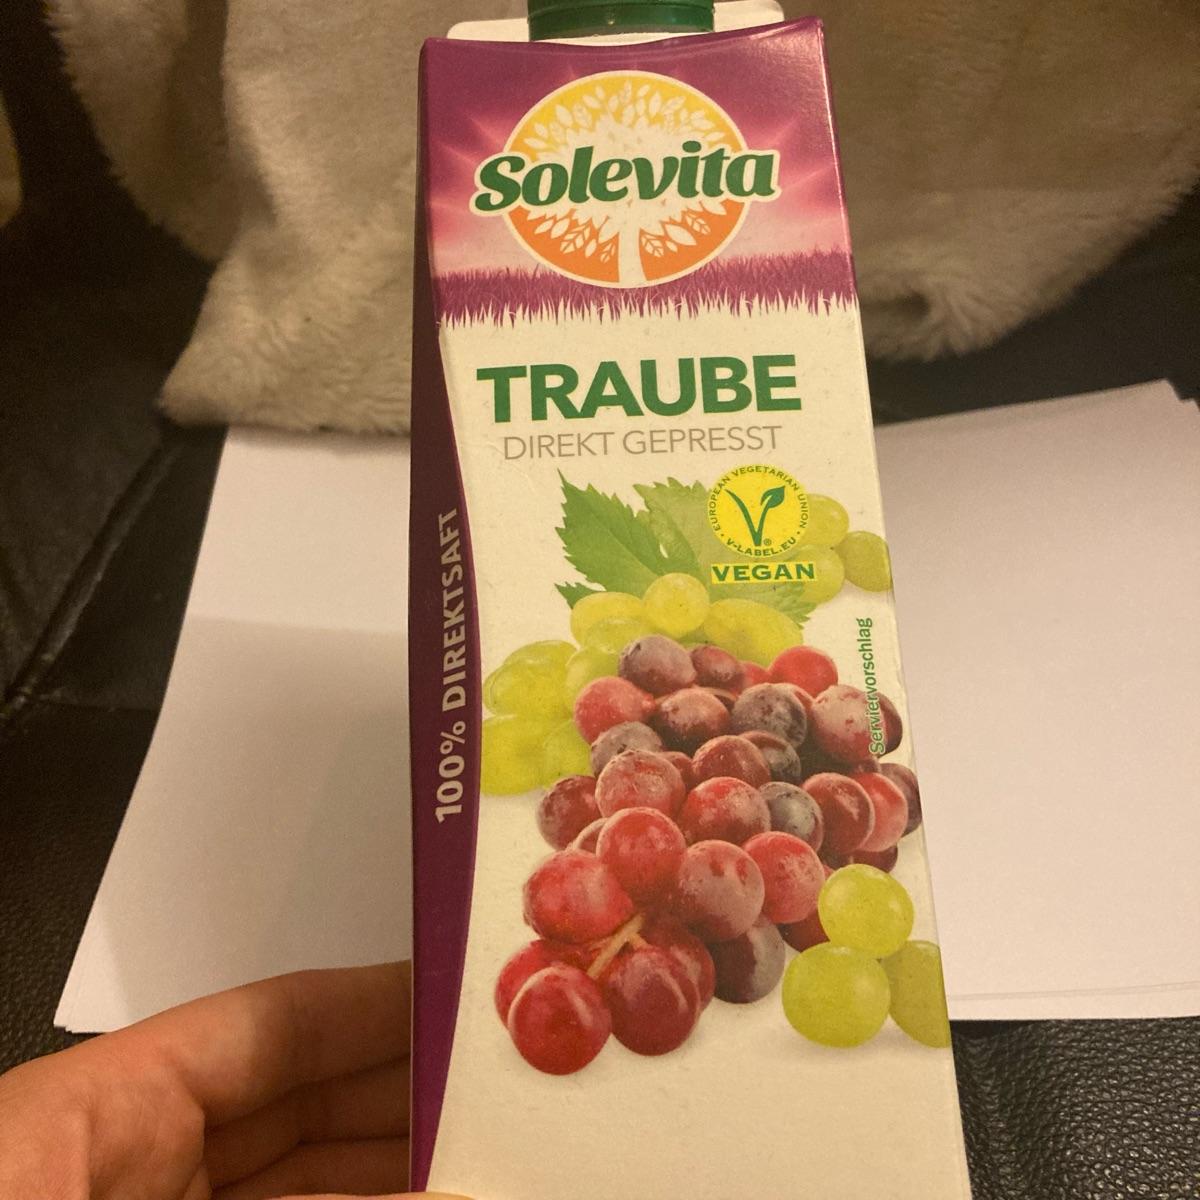 Solevita
TRAUBE
DIREKT GEPRESST
EUROPEAN VEGETARIAN UNION
V-LABEL.EU
®
VEGAN
Serviervorschlag
100% DIREKTSAFT